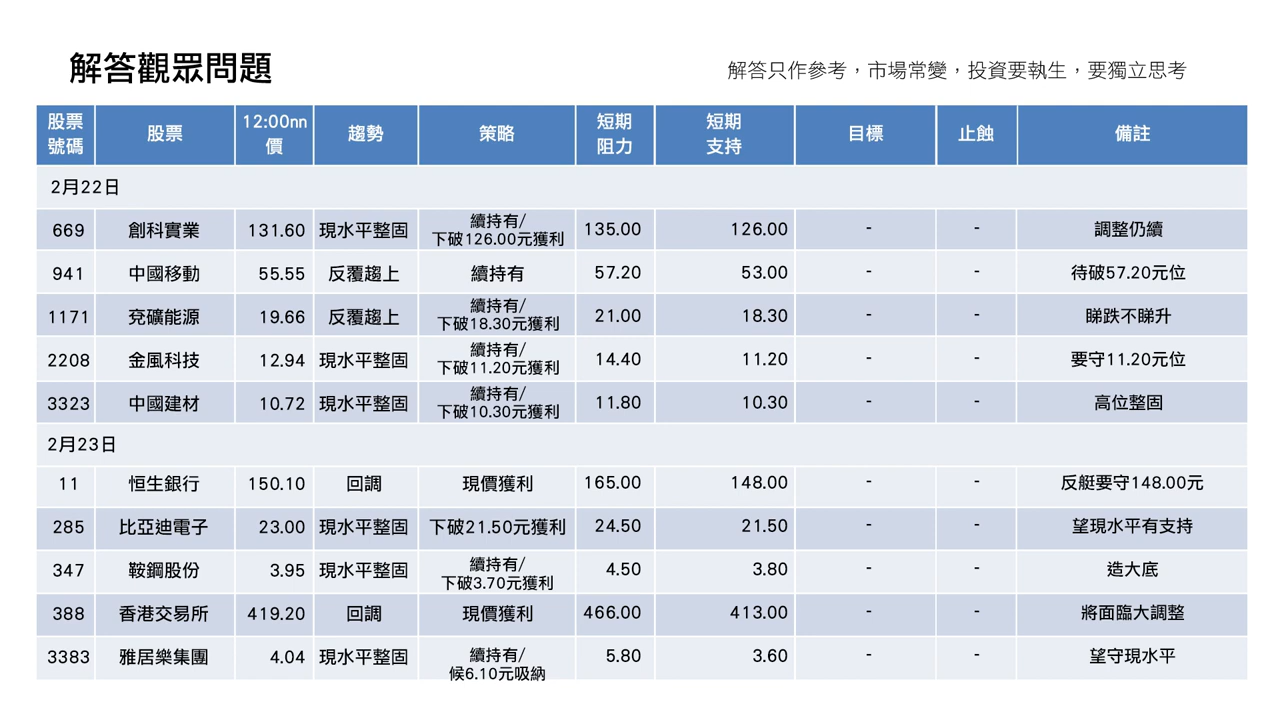 解答觀眾問題
解答只作參考，市場常變，投資要執生，要獨立思考
股票號碼 股票 12:00nn價 趨勢 策略 短期阻力 短期支持 目標 止蝕 備註
2月22日
669 創科實業 131.60 現水平整固 續持有/下破126.00元獲利 135.00 126.00 - - 調整仍續
941 中國移動 55.55 反覆趨上 續持有 57.20 53.00 - - 待破57.20元位
1171 兗礦能源 19.66 反覆趨上 續持有/下破18.30元獲利 21.00 18.30 - - 睇跌不睇升
2208 金風科技 12.94 現水平整固 續持有/下破11.20元獲利 14.40 11.20 - - 要守11.20元位
3323 中國建材 10.72 現水平整固 續持有/下破10.30元獲利 11.80 10.30 - - 高位整固
2月23日
11 恒生銀行 150.10 回調 現價獲利 165.00 148.00 - - 反艇要守148.00元
285 比亞迪電子 23.00 現水平整固 下破21.50元獲利 24.50 21.50 - - 望現水平有支持
347 鞍鋼股份 3.95 現水平整固 續持有/下破3.70元獲利 4.50 3.80 - - 造大底
388 香港交易所 419.20 回調 現價獲利 466.00 413.00 - - 將面臨大調整
3383 雅居樂集團 4.04 現水平整固 續持有/候6.10元吸納 5.80 3.60 - - 望守現水平